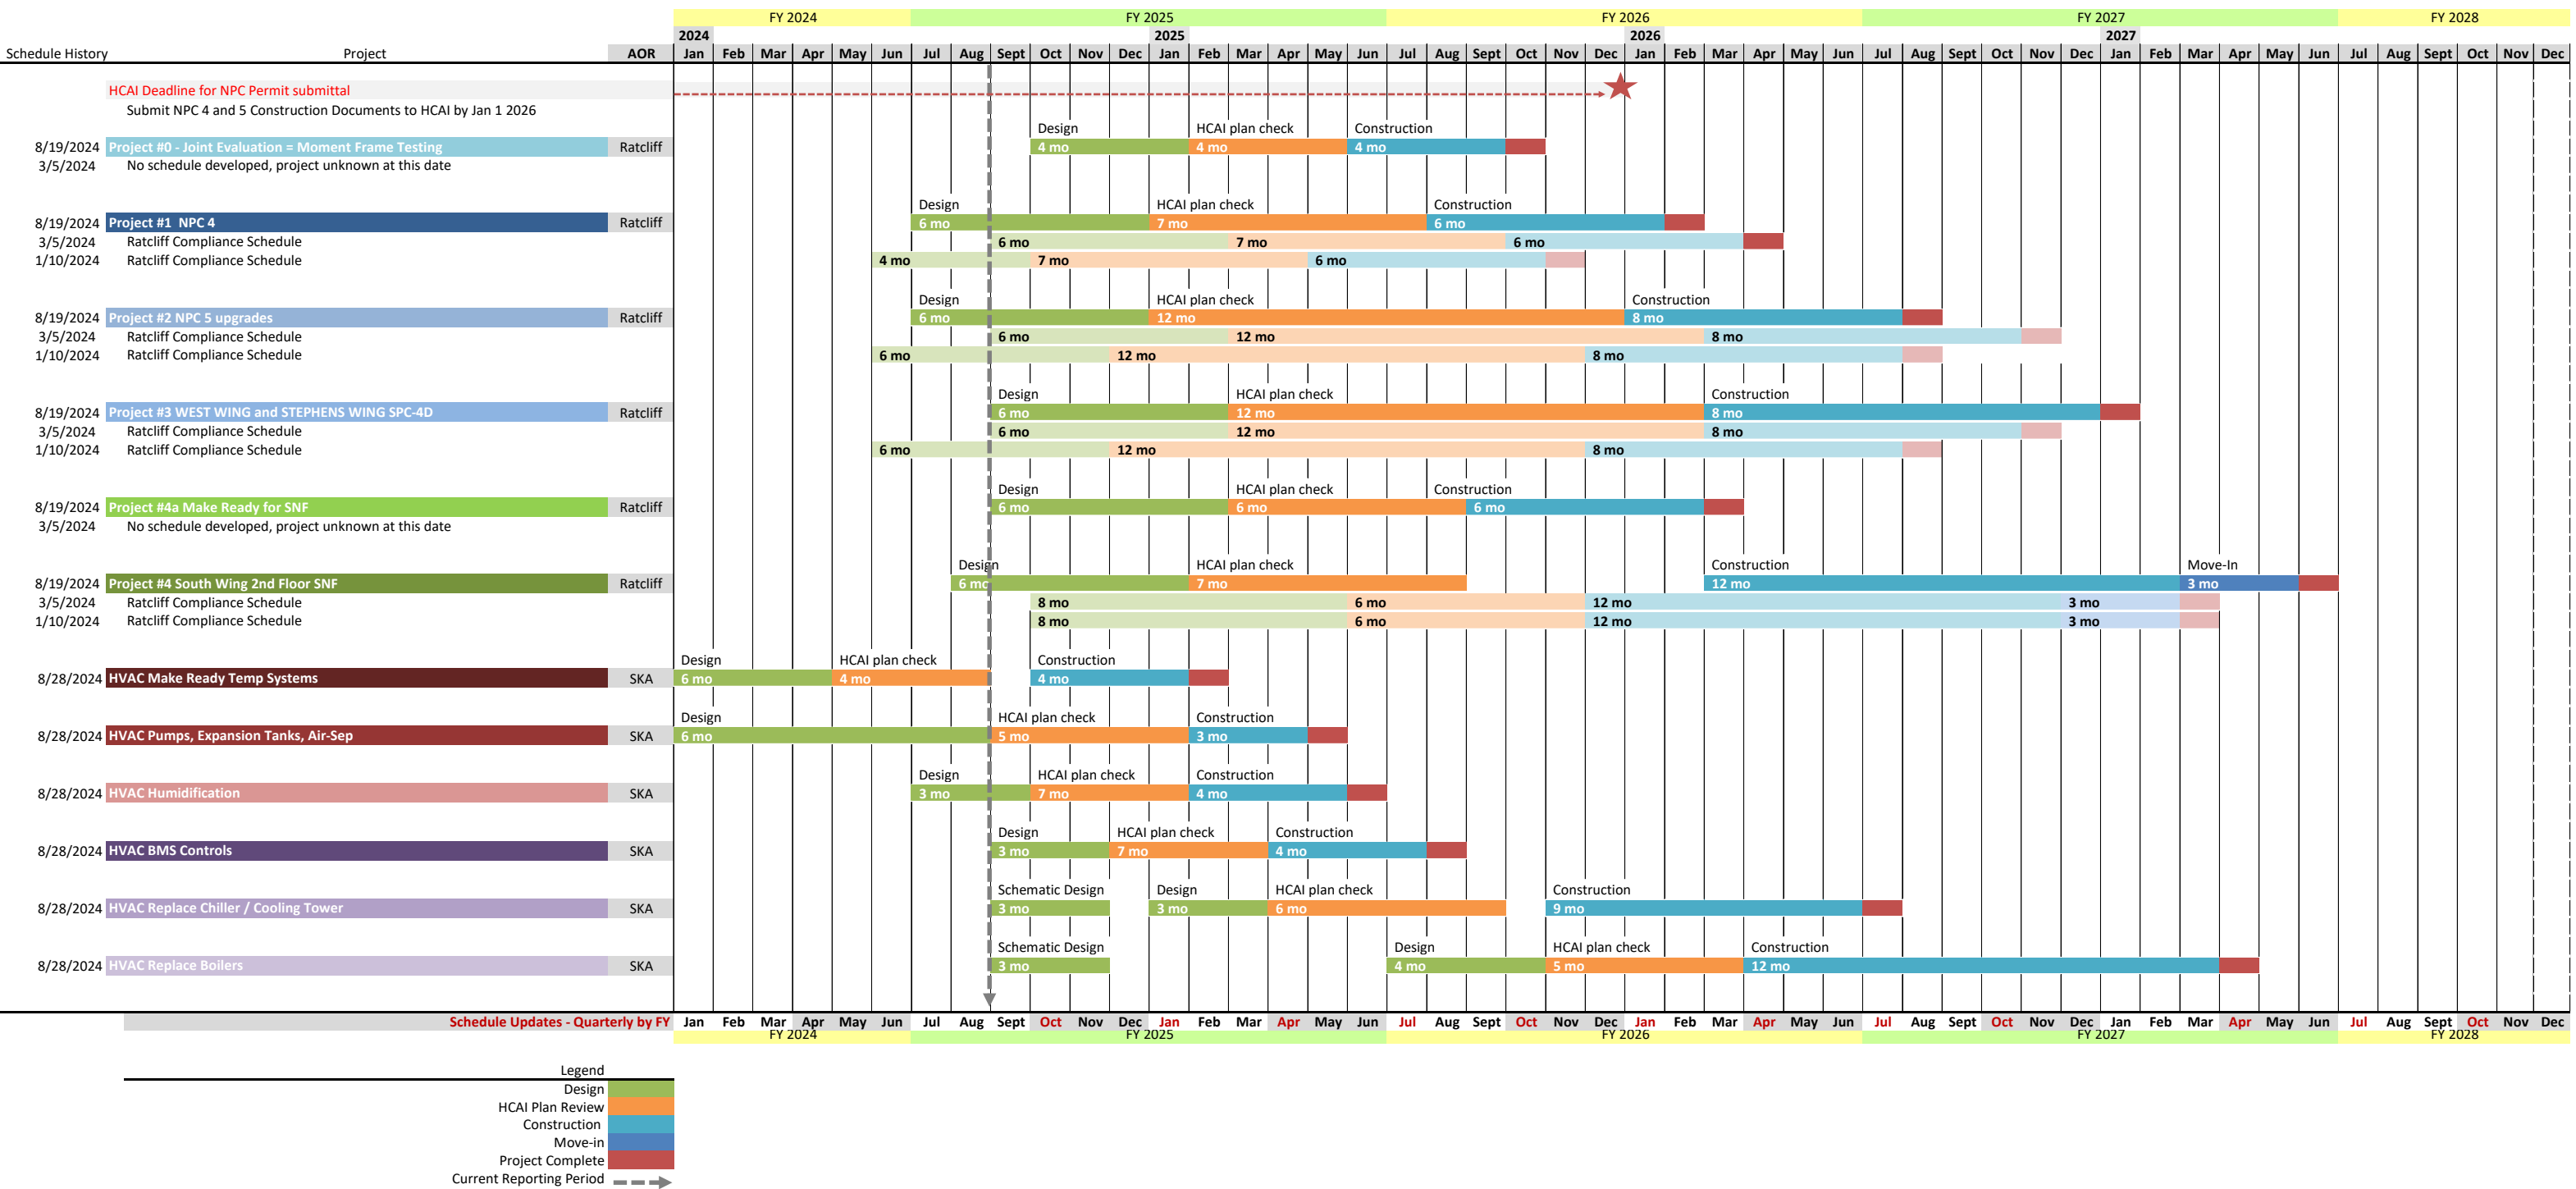 FY 2024 FY 2025 FY 2026 FY 2027 FY 2028
2024 2025 2026 2027
Schedule History Project AOR Jan Feb Mar Apr May Jun Jul Aug Sept Oct Nov Dec Jan Feb Mar Apr May Jun Jul Aug Sept Oct Nov Dec Jan Feb Mar Apr May Jun Jul Aug Sept Oct Nov Dec Jan Feb Mar Apr May Jun Jul Aug Sept Oct Nov Dec
HCAI Deadline for NPC Permit submittal
Submit NPC 4 and 5 Construction Documents to HCAI by Jan 1 2026
Design HCAI plan check Construction
8/19/2024 Project #0 - Joint Evaluation = Moment Frame Testing Ratcliff 4 mo 4 mo 4 mo
3/5/2024 No schedule developed, project unknown at this date
Design HCAI plan check Construction
8/19/2024 Project #1 NPC 4 Ratcliff 6 mo 7 mo 6 mo
3/5/2024 Ratcliff Compliance Schedule 6 mo 7 mo 6 mo
1/10/2024 Ratcliff Compliance Schedule 4 mo 7 mo 6 mo
Design HCAI plan check Construction
8/19/2024 Project #2 NPC 5 upgrades Ratcliff 6 mo 12 mo 8 mo
3/5/2024 Ratcliff Compliance Schedule 6 mo 12 mo 8 mo
1/10/2024 Ratcliff Compliance Schedule 6 mo 12 mo 8 mo
Design HCAI plan check Construction
8/19/2024 Project #3 WEST WING and STEPHENS WING SPC-4D Ratcliff 6 mo 12 mo 8 mo
3/5/2024 Ratcliff Compliance Schedule 6 mo 12 mo 8 mo
1/10/2024 Ratcliff Compliance Schedule 6 mo 12 mo 8 mo
Design HCAI plan check Construction
8/19/2024 Project #4a Make Ready for SNF Ratcliff 6 mo 6 mo 6 mo
3/5/2024 No schedule developed, project unknown at this date
Design HCAI plan check Construction Move-In
8/19/2024 Project #4 South Wing 2nd Floor SNF Ratcliff 6 mo 7 mo 12 mo 3 mo
3/5/2024 Ratcliff Compliance Schedule 8 mo 6 mo 12 mo 3 mo
1/10/2024 Ratcliff Compliance Schedule 8 mo 6 mo 12 mo 3 mo
Design HCAI plan check Construction
8/28/2024 HVAC Make Ready Temp Systems SKA 6 mo 4 mo 4 mo
Design HCAI plan check Construction
8/28/2024 HVAC Pumps, Expansion Tanks, Air-Sep SKA 6 mo 5 mo 3 mo
Design HCAI plan check Construction
8/28/2024 HVAC Humidification SKA 3 mo 7 mo 4 mo
Design HCAI plan check Construction
8/28/2024 HVAC BMS Controls SKA 3 mo 7 mo 4 mo
Schematic Design Design HCAI plan check Construction
8/28/2024 HVAC Replace Chiller / Cooling Tower SKA 3 mo 3 mo 6 mo 9 mo
Schematic Design Design HCAI plan check Construction
8/28/2024 HVAC Replace Boilers SKA 3 mo 4 mo 5 mo 12 mo
Schedule Updates - Quarterly by FY Jan Feb Mar Apr May Jun Jul Aug Sept Oct Nov Dec Jan Feb Mar Apr May Jun Jul Aug Sept Oct Nov Dec Jan Feb Mar Apr May Jun Jul Aug Sept Oct Nov Dec Jan Feb Mar Apr May Jun Jul Aug Sept Oct Nov Dec
FY 2024 FY 2025 FY 2026 FY 2027 FY 2028
Legend
Design
HCAI Plan Review
Construction
Move-in
Project Complete
Current Reporting Period